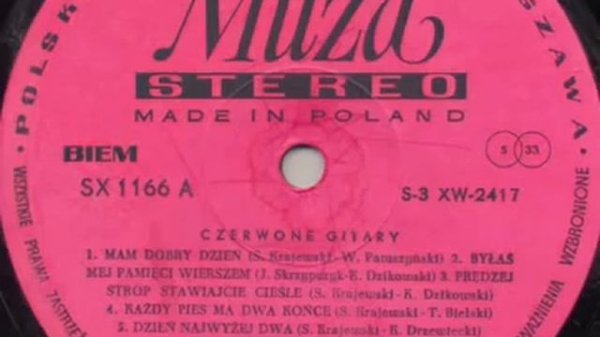 Muza
STEREO
MADE IN POLAND
POLSK
SZAWA
BIEM
SX 1166 A
S 33
S-3 XW-2417
CZERWONE GITARY
1. MAM DOBRY DZIEŃ (S. Krajewski-W. Patuszyński) 2. BYŁAŚ
MEJ PAMIĘCI WIERSZEM (J. Skrzypczyk-K. Dzikowski) 3 PRĘDZEJ
STROP STAWIAJCIE CIEŚLE (S. Krajewski-K. Dzikowski)
4. KAŻDY PIES MA DWA KOŃCE (S. Krajewski-T. Bielski)
5. DZIEŃ NAJWYŻEJ DWA (S. Krajewski-K. Drzewiecki)
WSZYSTKIE PRAWA ZASTRZE
WAŻNIENIA WZBRONIONE